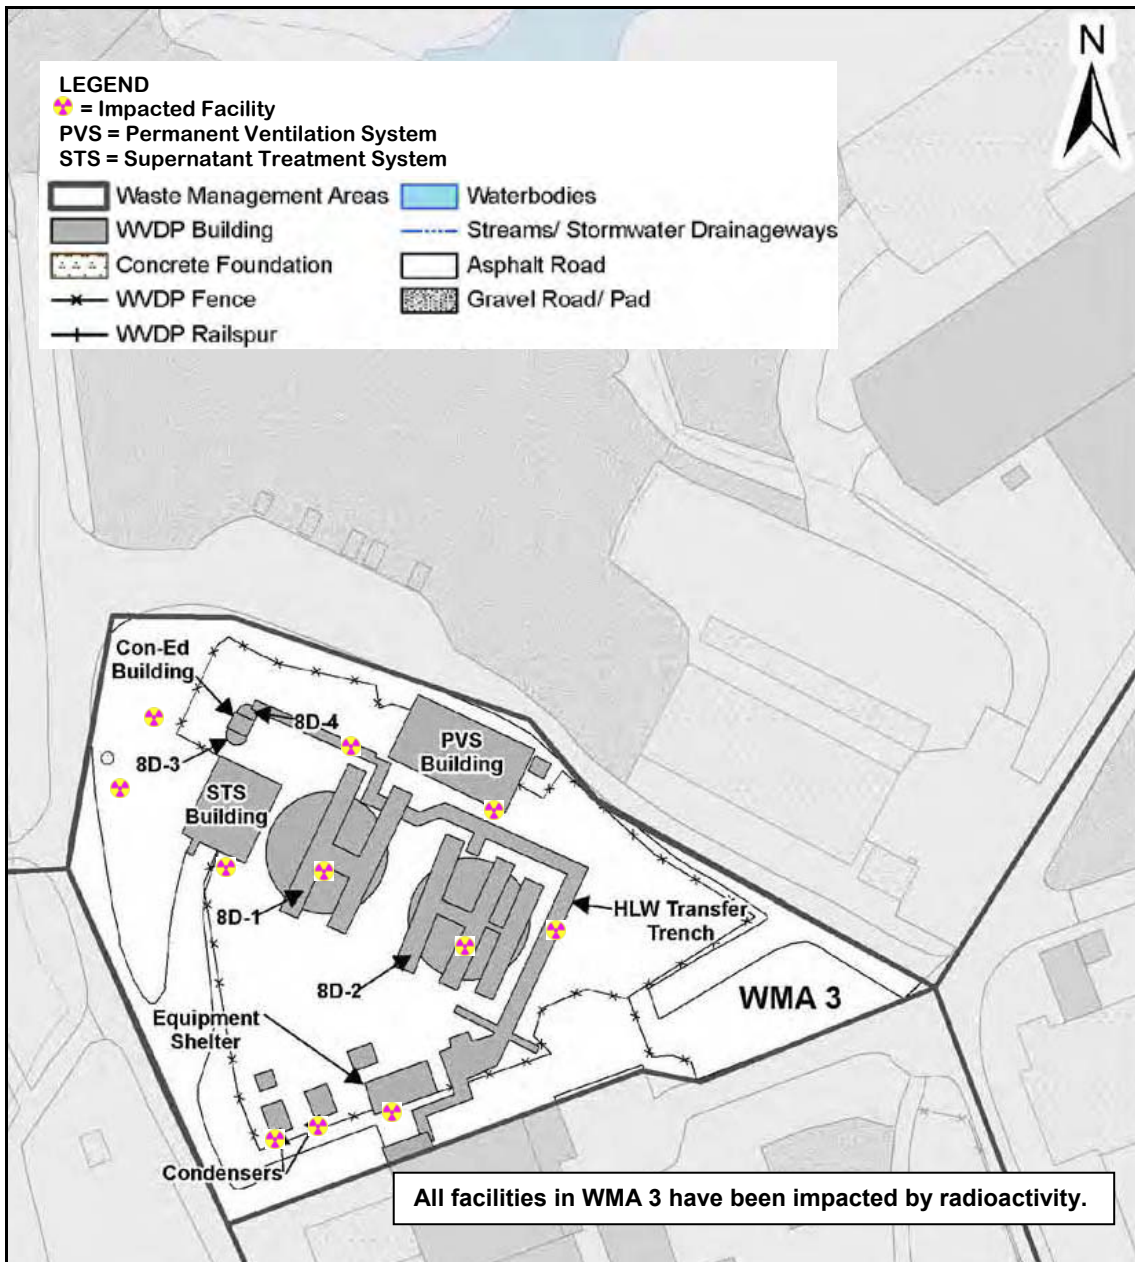 N
LEGEND
= Impacted Facility
PVS = Permanent Ventilation System
STS = Supernatant Treatment System
Waste Management Areas
WVDP Building
Concrete Foundation
WVDP Fence
WVDP Railspur
Waterbodies
Streams/ Stormwater Drainageways
Asphalt Road
Gravel Road/ Pad
Con-Ed
Building
8D-4
8D-3
PVS
Building
STS
Building
8D-1
HLW Transfer
Trench
8D-2
WMA 3
Equipment
Shelter
Condensers
All facilities in WMA 3 have been impacted by radioactivity.